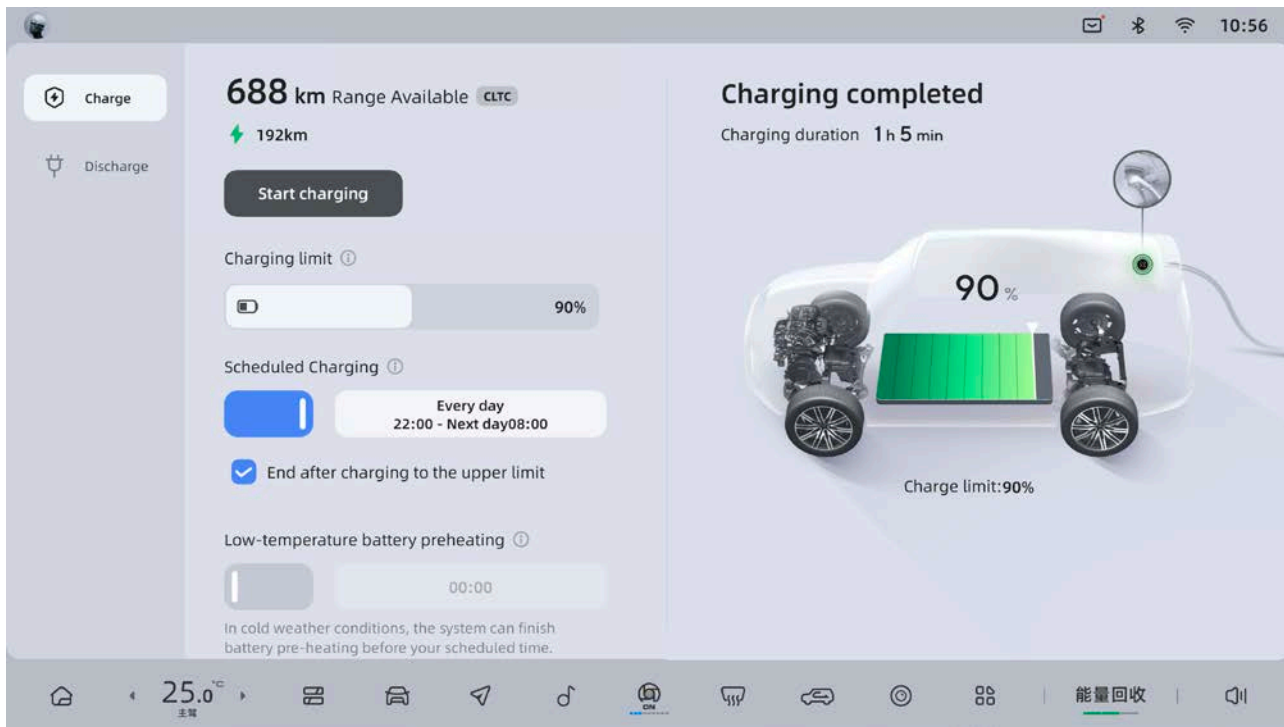 10:56
Charge
Discharge
688 km Range Available CLTC
192km
Start charging
Charging limit
90%
Scheduled Charging
Every day
22:00 - Next day08:00
End after charging to the upper limit
Low-temperature battery preheating
00:00
In cold weather conditions, the system can finish
battery pre-heating before your scheduled time.
Charging completed
Charging duration 1 h 5 min
90 %
Charge limit:90%
25.0°C
主驾
ON
能量回收